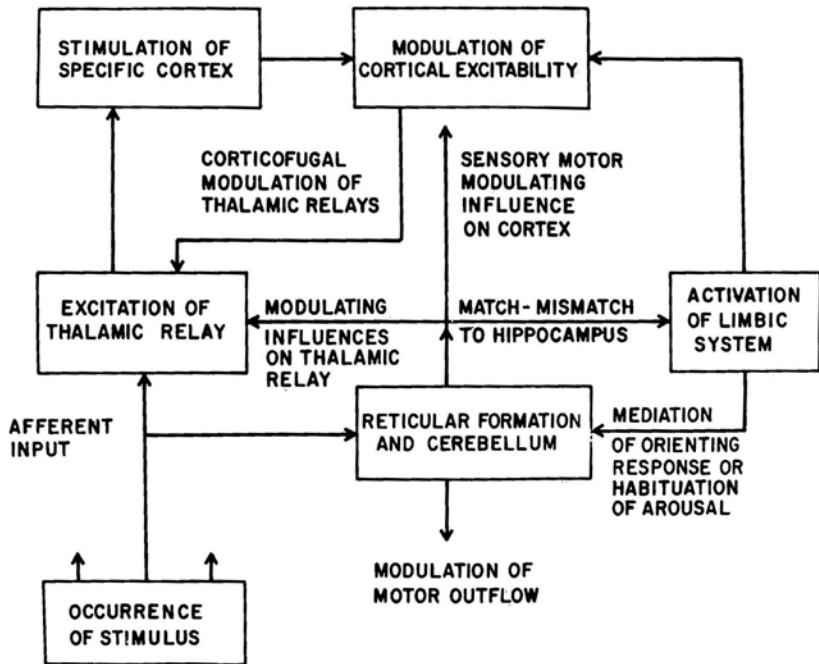 STIMULATION OF
SPECIFIC CORTEX
MODULATION OF
CORTICAL EXCITABILITY
CORTICOFUGAL
MODULATION OF
THALAMIC RELAYS
SENSORY MOTOR
MODULATING
INFLUENCE
ON CORTEX
EXCITATION OF
THALAMIC RELAY
MODULATING
INFLUENCES
ON THALAMIC
RELAY
MATCH-MISMATCH
TO HIPPOCAMPUS
ACTIVATION
OF LIMBIC
SYSTEM
AFFERENT
INPUT
RETICULAR FORMATION
AND CEREBELLUM
MEDIATION
OF ORIENTING
RESPONSE OR
HABITUATION
OF AROUSAL
MODULATION OF
MOTOR OUTFLOW
OCCURRENCE
OF STIMULUS